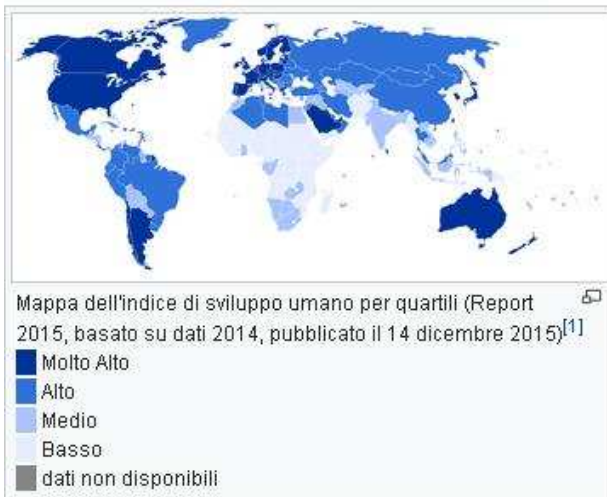 Mappa dell'indice di sviluppo umano per quartili (Report
2015, basato su dati 2014, pubblicato il 14 dicembre 2015)[1]
Molto Alto
Alto
Medio
Basso
dati non disponibili